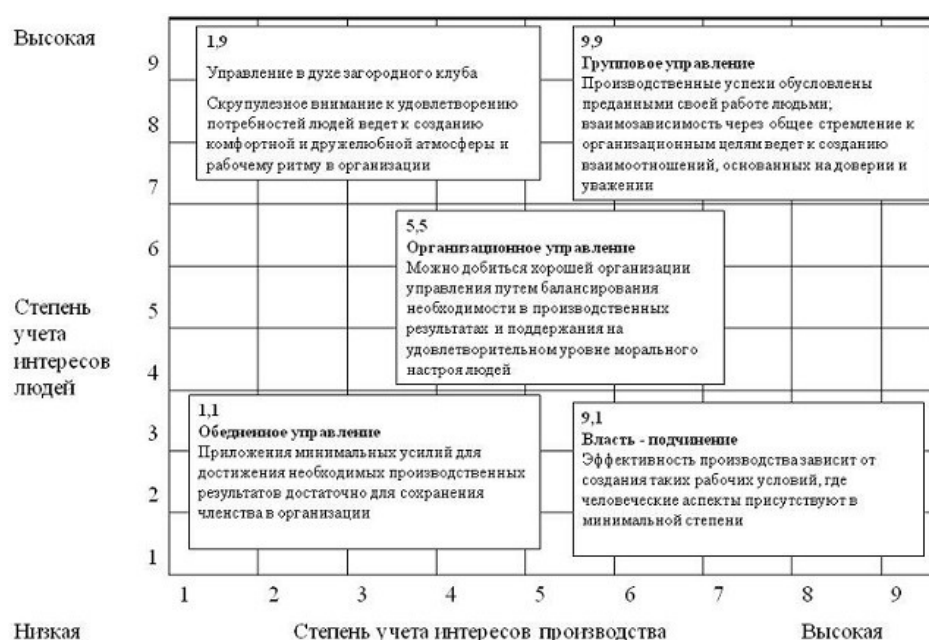 Высокая
9
8
7
6
5
4
3
2
1
Степень
учета
интересов
людей
1,9
Управление в духе загородного клуба
Скрупулезное внимание к удовлетворению
потребностей людей ведет к созданию
комфортной и дружелюбной атмосферы и
рабочему ритму в организации
9,9
Групповое управление
Производственные успехи обусловлены
преданными своей работе людьми;
взаимозависимость через общее стремление к
организационным целям ведет к созданию
взаимоотношений, основанных на доверии и
уважении
5,5
Организационное управление
Можно добиться хорошей организации
управления путем балансирования
необходимости в производственных
результатах и поддержания на
удовлетворительном уровне морального
настроя людей
1,1
Обедненное управление
Приложения минимальных усилий для
достижения необходимых производственных
результатов достаточно для сохранения
членства в организации
9,1
Власть - подчинение
Эффективность производства зависит от
создания таких рабочих условий, где
человеческие аспекты присутствуют в
минимальной степени
1 2 3 4 5 6 7 8 9
Низкая Степень учета интересов производства Высокая